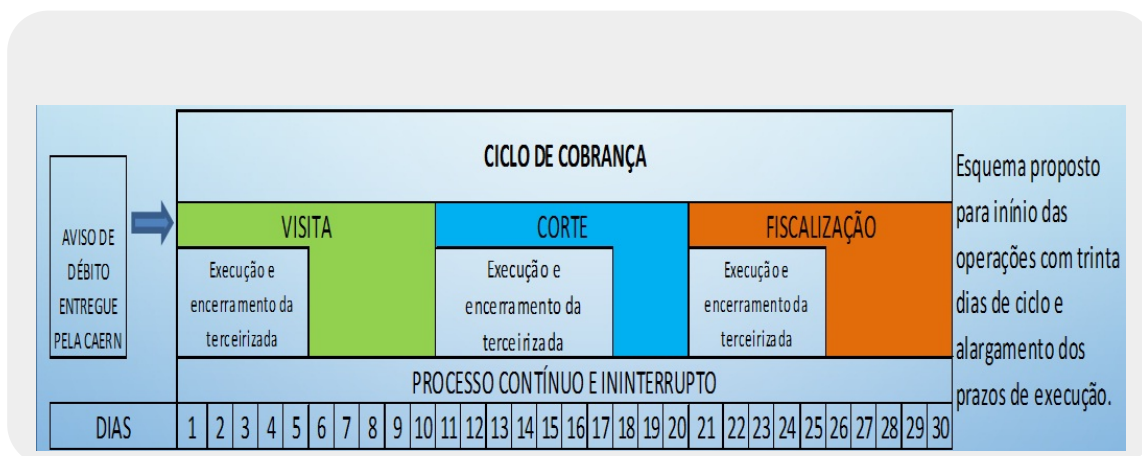 CICLO DE COBRANÇA
AVISO DE
DÉBITO
ENTREGUE
PELA CAERN
VISITA
Execução e
encerramento da
terceirizada
CORTE
Execução e
encerramento da
terceirizada
FISCALIZAÇÃO
Execução e
encerramento da
terceirizada
PROCESSO CONTÍNUO E ININTERRUPTO
DIAS 1 2 3 4 5 6 7 8 9 10 11 12 13 14 15 16 17 18 19 20 21 22 23 24 25 26 27 28 29 30
Esquema proposto
para inínio das
operações com trinta
dias de ciclo e
alargamento dos
prazos de execução.